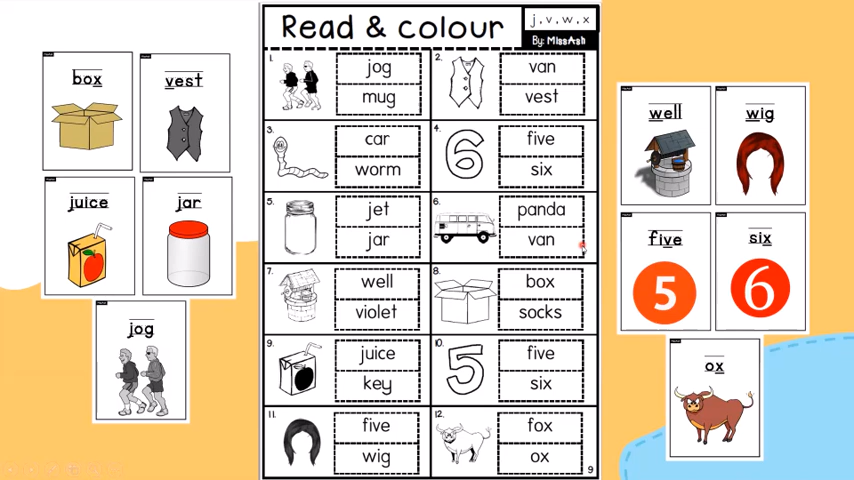 box
vest
juice
jar
jog
Read & colour
j, v, w, x
By: MissAsh
1.
jog
mug
2.
van
vest
3.
car
worm
4.
6
five
six
5.
jet
jar
6.
panda
van
7.
well
violet
8.
box
socks
9.
juice
key
10.
5
five
six
11.
five
wig
12.
fox
ox
9
well
wig
five
5
six
6
ox